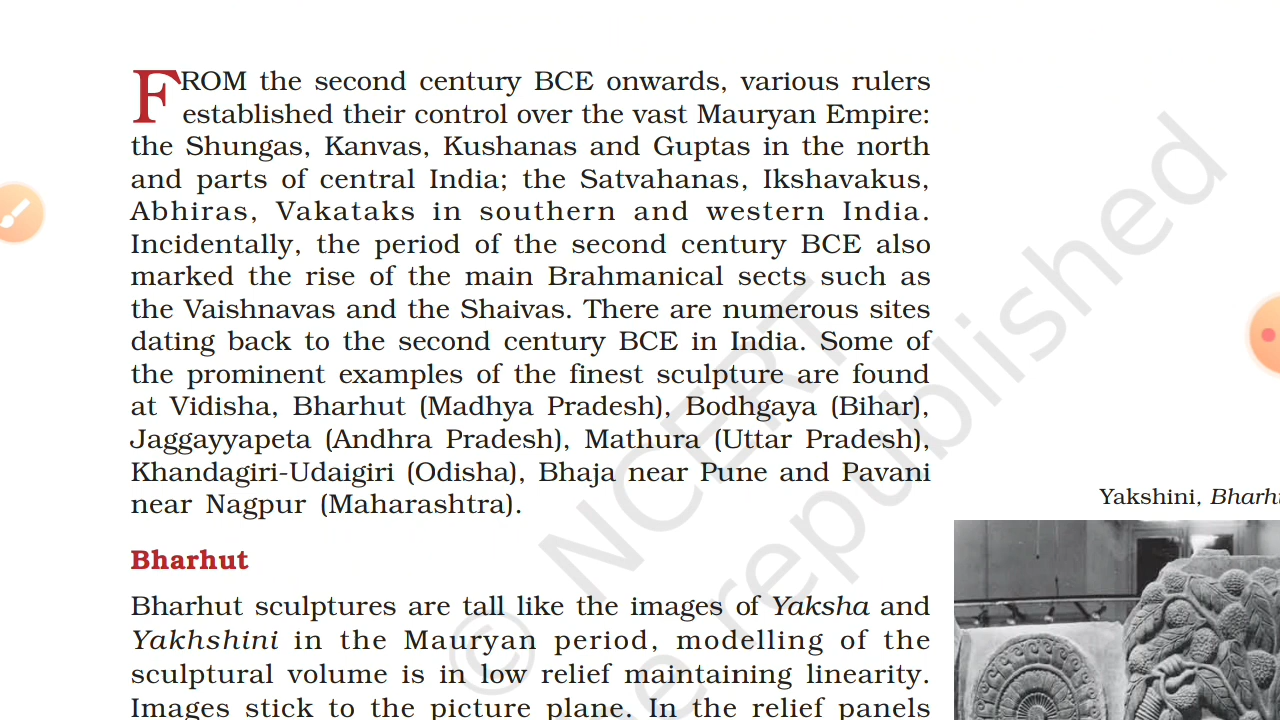 FROM the second century BCE onwards, various rulers
established their control over the vast Mauryan Empire:
the Shungas, Kanvas, Kushanas and Guptas in the north
and parts of central India; the Satvahanas, Ikshavakus,
Abhiras, Vakataks in southern and western India.
Incidentally, the period of the second century BCE also
marked the rise of the main Brahmanical sects such as
the Vaishnavas and the Shaivas. There are numerous sites
dating back to the second century BCE in India. Some of
the prominent examples of the finest sculpture are found
at Vidisha, Bharhut (Madhya Pradesh), Bodhgaya (Bihar),
Jaggayyapeta (Andhra Pradesh), Mathura (Uttar Pradesh),
Khandagiri-Udaigiri (Odisha), Bhaja near Pune and Pavani
near Nagpur (Maharashtra).
Bharhut
Bharhut sculptures are tall like the images of Yaksha and
Yakhshini in the Mauryan period, modelling of the
sculptural volume is in low relief maintaining linearity.
Images stick to the picture plane. In the relief panels
Yakshini,
© NCERT
republished